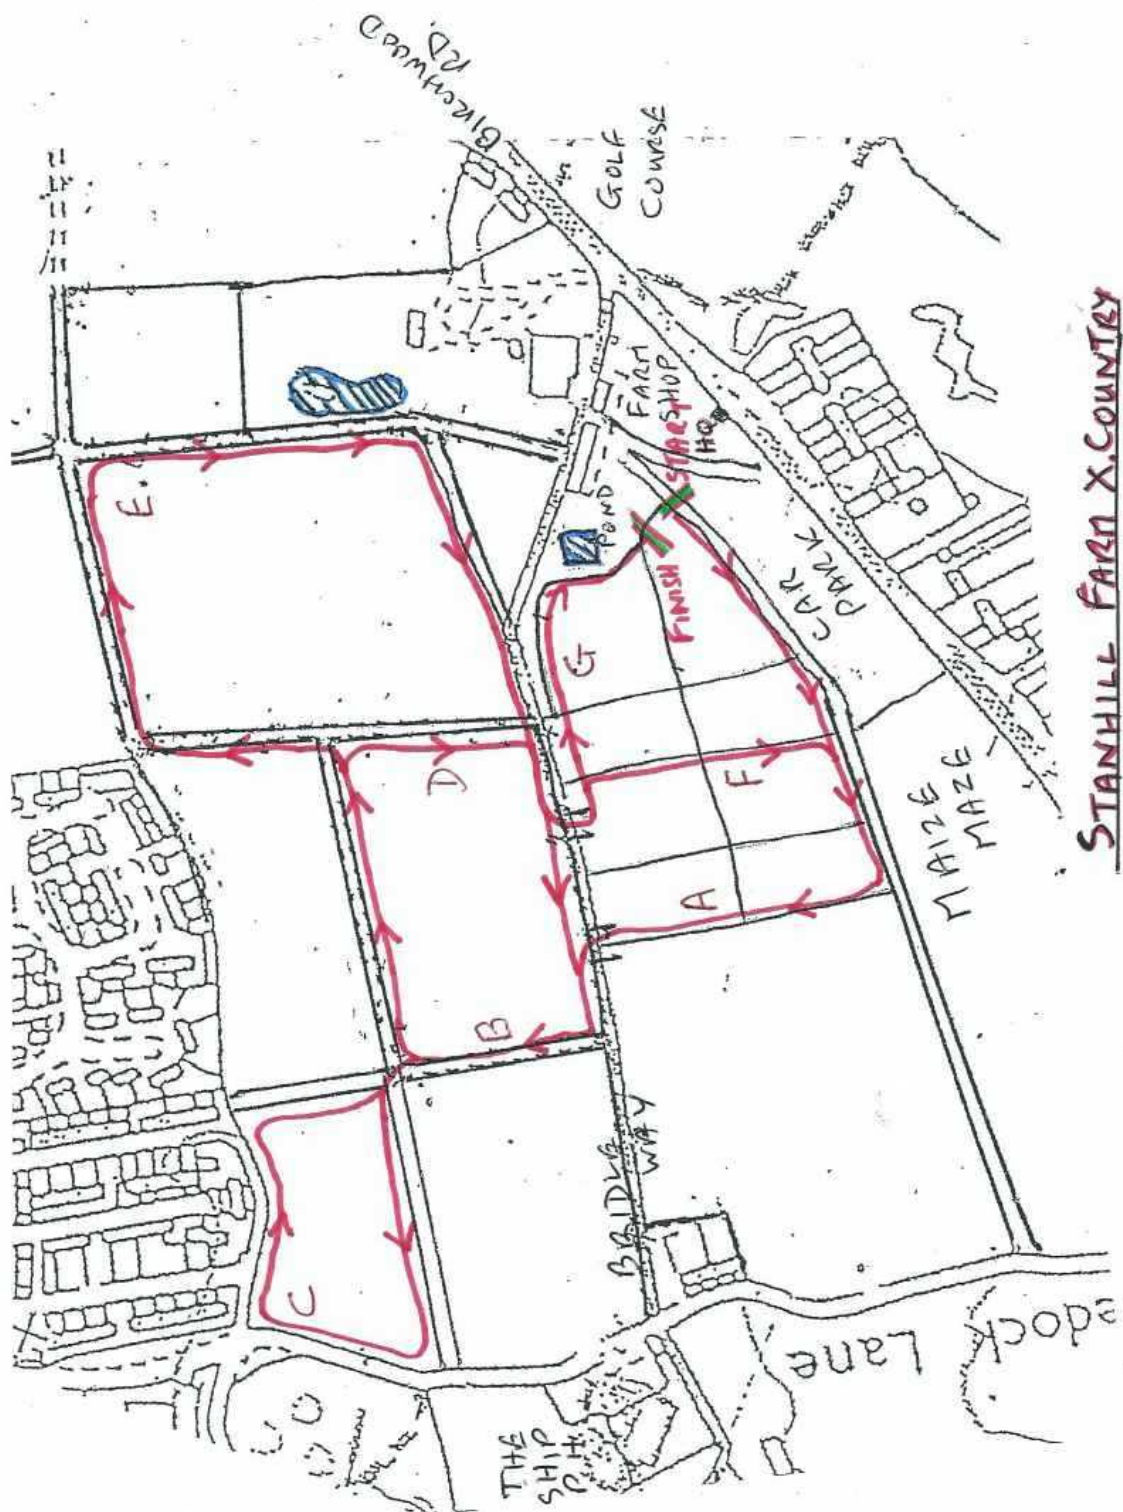 STANHILL FARM X.COUNTRY
BIRCHWOOD
RD.
GOLF
COURSE
FARM
SHOP
HQ
START
FINISH
POND
CAR
PARK
MAIZE
MAZE
BRIDLE
WAY
THE
SHIP
P.H.
edock
Lane
A
B
C
D
E
F
G